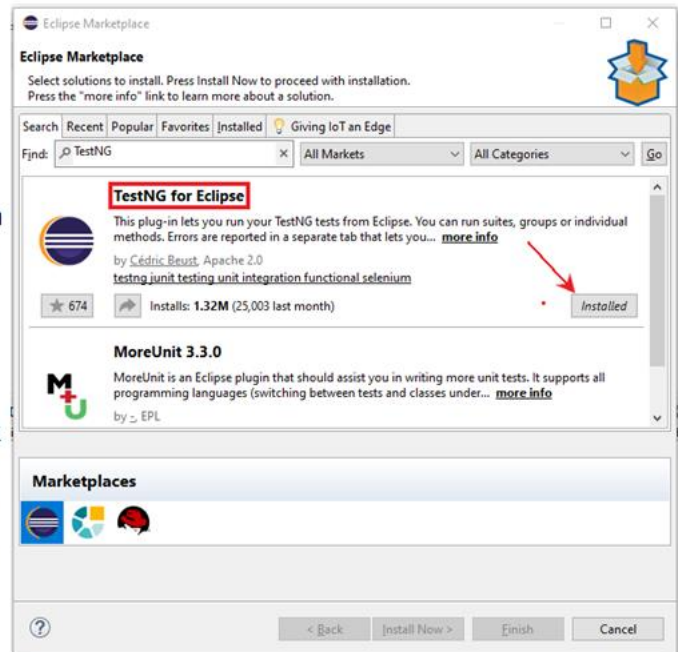 Eclipse Marketplace
Eclipse Marketplace
Select solutions to install. Press Install Now to proceed with installation.
Press the "more info" link to learn more about a solution.
Search Recent Popular Favorites Installed Giving IoT an Edge
Find: TestNG × All Markets All Categories Go
TestNG for Eclipse
This plug-in lets you run your TestNG tests from Eclipse. You can run suites, groups or individual
methods. Errors are reported in a separate tab that lets you... more info
by Cédric Beust, Apache 2.0
testng junit testing unit integration functional selenium
674 Installs: 1.32M (25,003 last month) Installed
MoreUnit 3.3.0
M+U
MoreUnit is an Eclipse plugin that should assist you in writing more unit tests. It supports all
programming languages (switching between tests and classes under... more info
by -, EPL
Marketplaces
? < Back Install Now > Finish Cancel